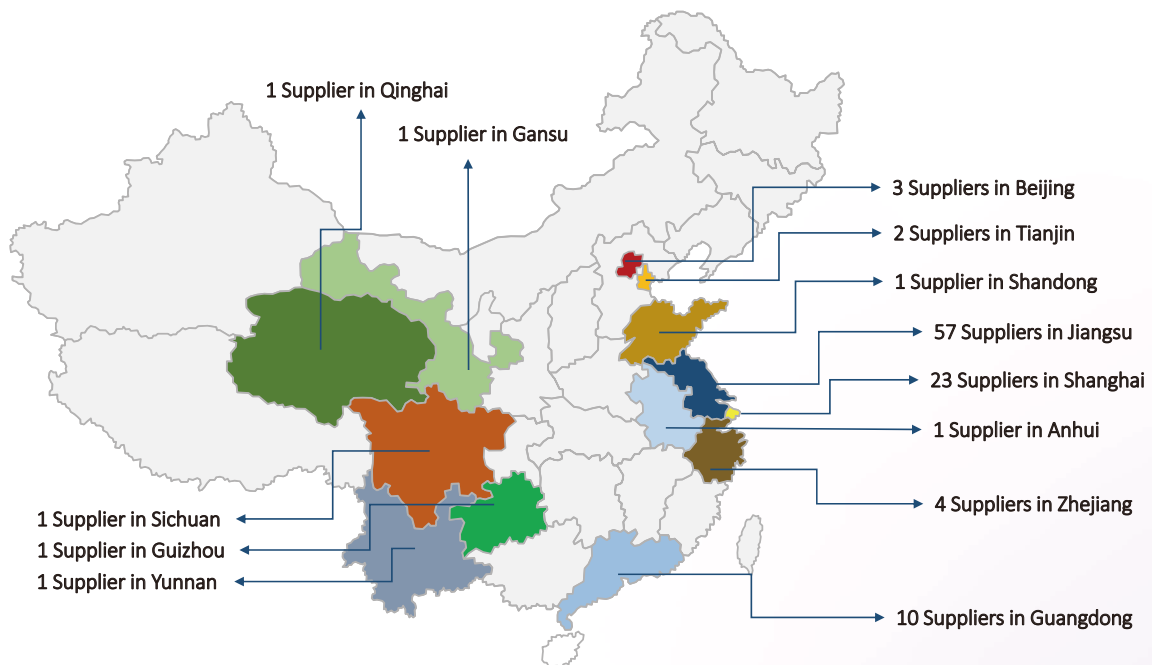 1 Supplier in Qinghai
1 Supplier in Gansu
3 Suppliers in Beijing
2 Suppliers in Tianjin
1 Supplier in Shandong
57 Suppliers in Jiangsu
23 Suppliers in Shanghai
1 Supplier in Anhui
4 Suppliers in Zhejiang
1 Supplier in Sichuan
1 Supplier in Guizhou
1 Supplier in Yunnan
10 Suppliers in Guangdong